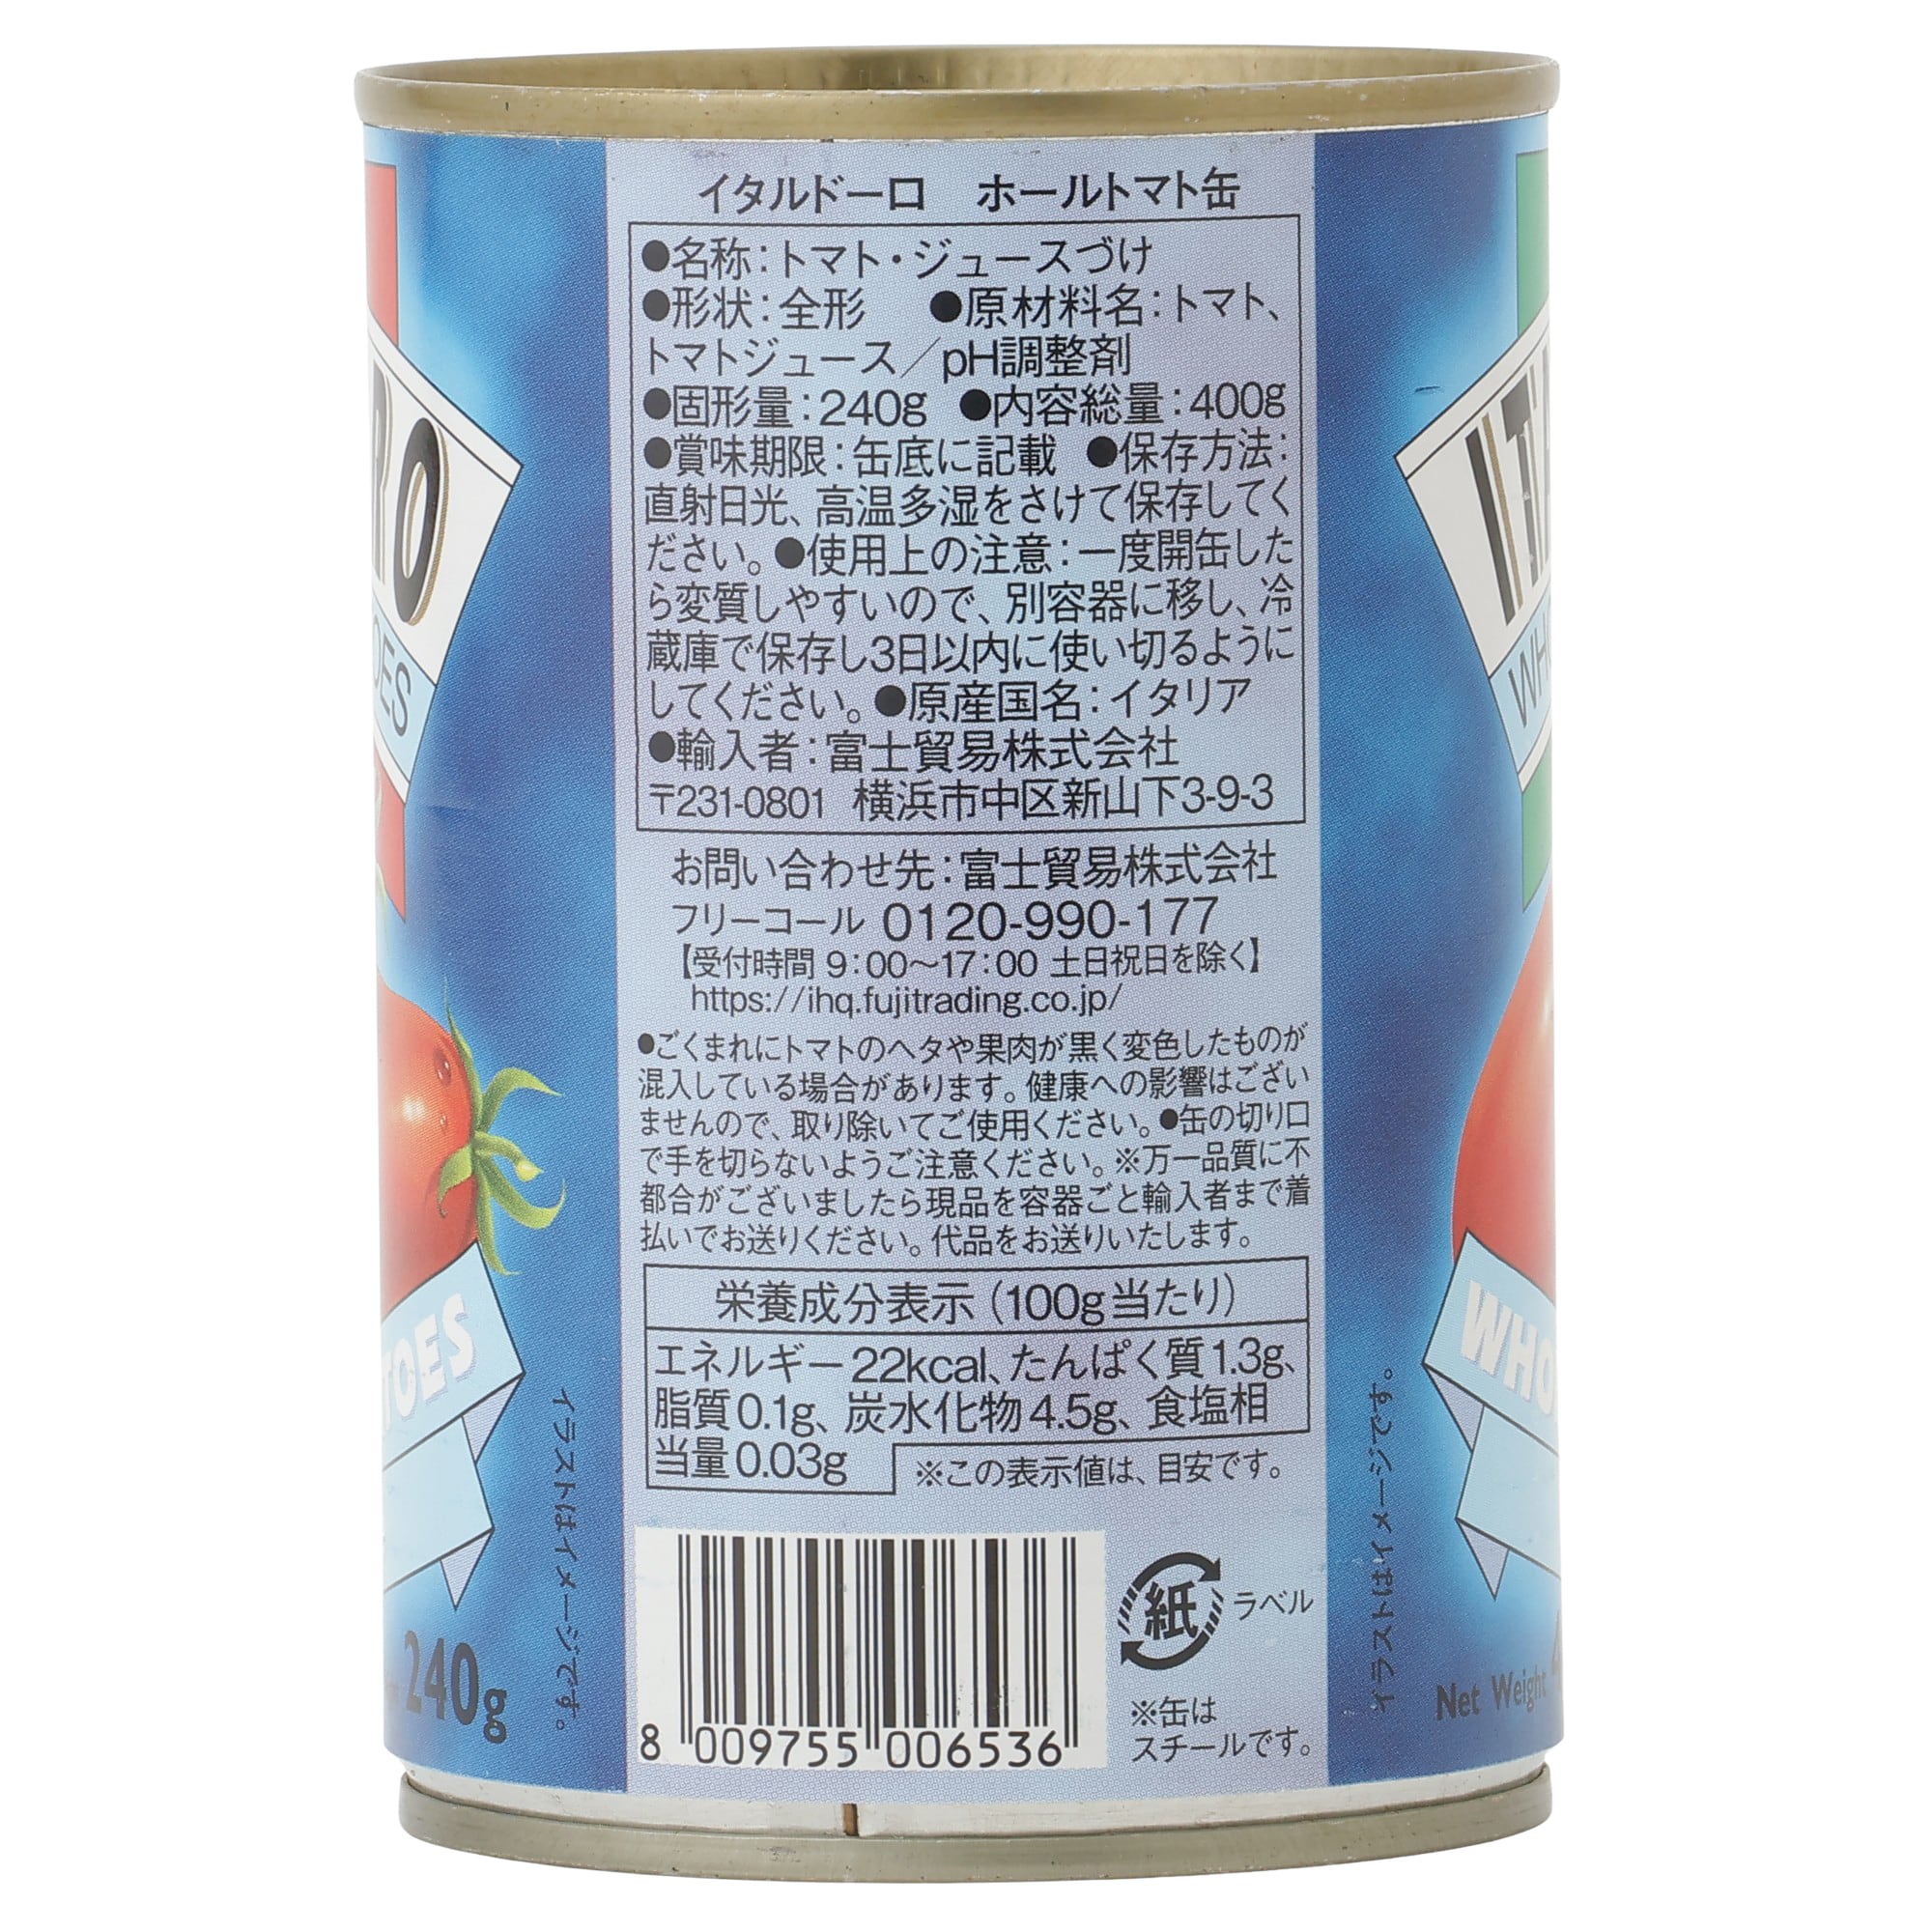 イタルドーロ　ホールトマト缶
●名称：トマト・ジュースづけ
●形状：全形　●原材料名：トマト、
トマトジュース／pH調整剤
●固形量：240g ●内容総量：400g
●賞味期限：缶底に記載 ●保存方法：
直射日光、高温多湿をさけて保存してく
ださい。●使用上の注意：一度開缶した
ら変質しやすいので、別容器に移し、冷
蔵庫で保存し3日以内に使い切るように
してください。●原産国名：イタリア
●輸入者：富士貿易株式会社
〒231-0801 横浜市中区新山下3-9-3
お問い合わせ先：富士貿易株式会社
フリーコール 0120-990-177
【受付時間 9：00～17：00 土日祝日を除く】
https://ihq.fujitrading.co.jp/
●ごくまれにトマトのヘタや果肉が黒く変色したものが
混入している場合があります。健康への影響はござい
ませんので、取り除いてご使用ください。●缶の切り口
で手を切らないようご注意ください。※万一品質に不
都合がございましたら現品を容器ごと輸入者まで着
払いでお送りください。代品をお送りいたします。
栄養成分表示（100g当たり）
エネルギー22kcal、たんぱく質1.3g、
脂質0.1g、炭水化物4.5g、食塩相
当量0.03g
※この表示値は、目安です。
8 009755 006536
紙 ラベル
※缶は
スチールです。
RO
OES
TOES
240g
イラストはイメージです。
ITA
WHO
WHO
イラストはイメージです。
Net Weight